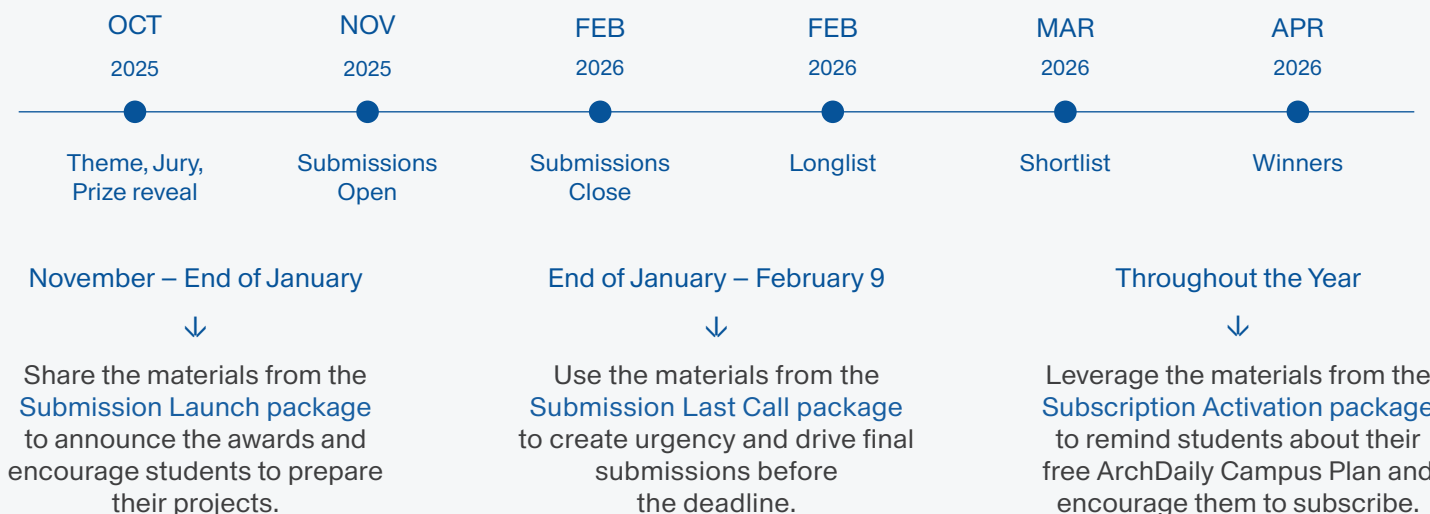 OCT
2025
Theme, Jury,
Prize reveal
NOV
2025
Submissions
Open
FEB
2026
Submissions
Close
FEB
2026
Longlist
MAR
2026
Shortlist
APR
2026
Winners
November – End of January
↓
Share the materials from the
Submission Launch package
to announce the awards and
encourage students to prepare
their projects.
End of January – February 9
↓
Use the materials from the
Submission Last Call package
to create urgency and drive final
submissions before
the deadline.
Throughout the Year
↓
Leverage the materials from the
Subscription Activation package
to remind students about their
free ArchDaily Campus Plan and
encourage them to subscribe.